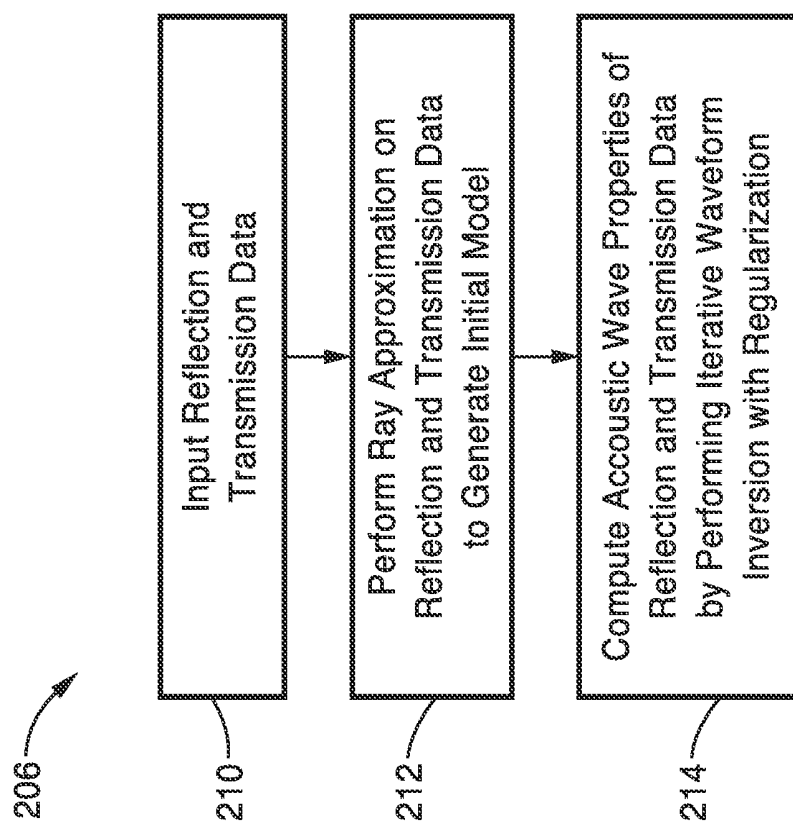 206
210
Input Reflection and
Transmission Data
212
Perform Ray Approximation on
Reflection and Transmission Data
to Generate Initial Model
214
Compute Accoustic Wave Properties of
Reflection and Transmission Data
by Performing Iterative Waveform
Inversion with Regularization